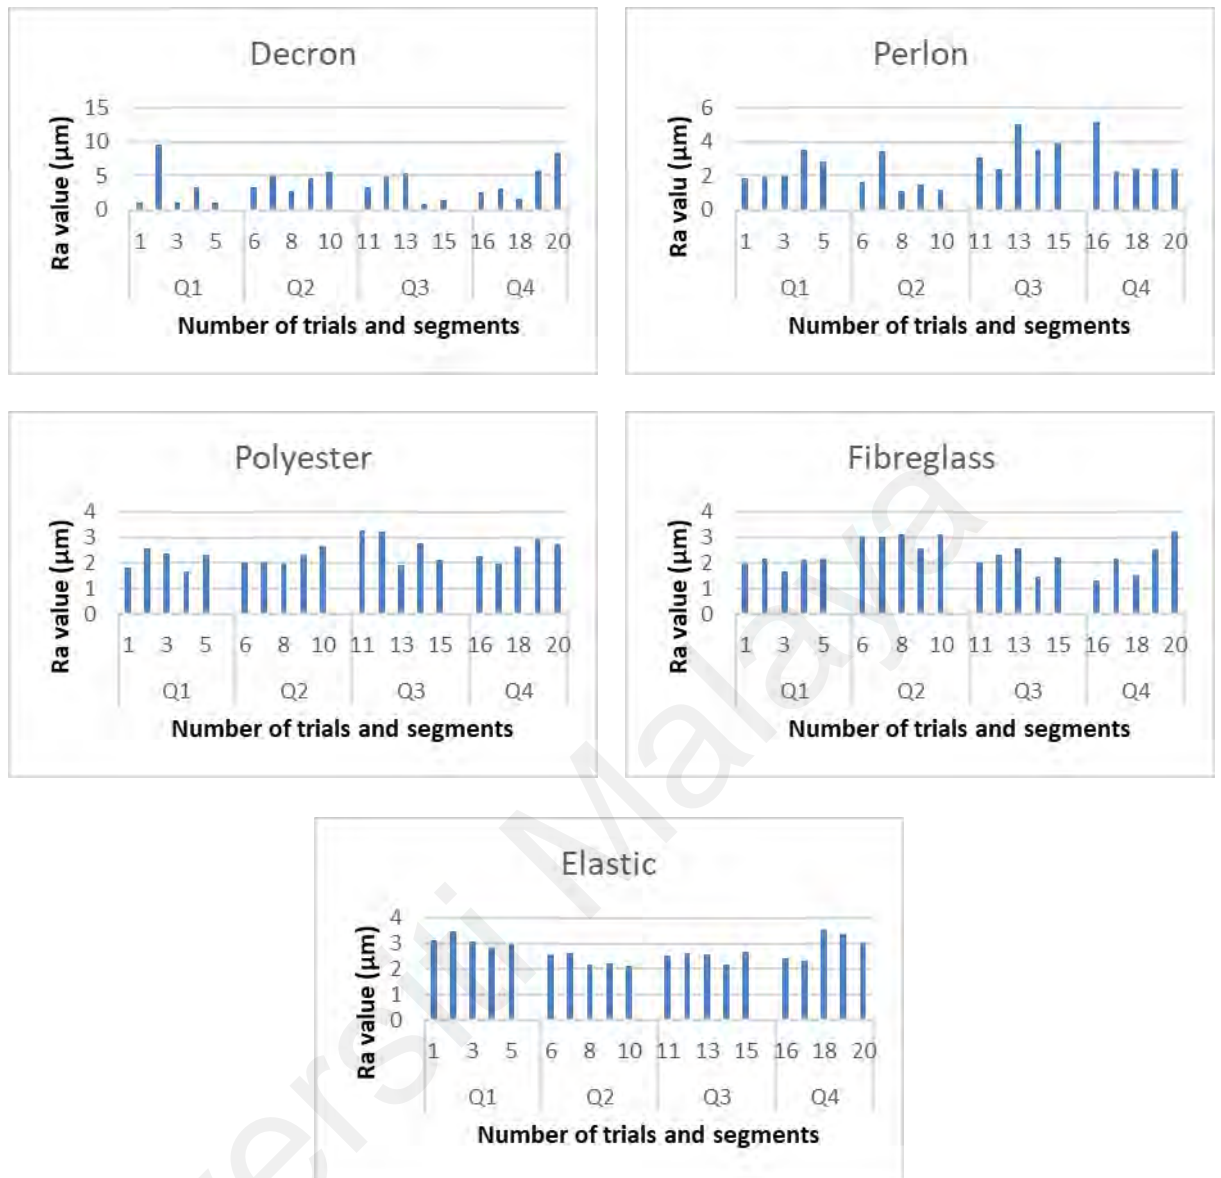 Decron
15
10
5
0
Ra value (µm)
1 3 5 6 8 10 11 13 15 16 18 20
Q1 Q2 Q3 Q4
Number of trials and segments
Perlon
6
4
2
0
Ra valu (µm)
1 3 5 6 8 10 11 13 15 16 18 20
Q1 Q2 Q3 Q4
Number of trials and segments
Polyester
4
3
2
1
0
Ra value (µm)
1 3 5 6 8 10 11 13 15 16 18 20
Q1 Q2 Q3 Q4
Number of trials and segments
Fibreglass
4
3
2
1
0
Ra value (µm)
1 3 5 6 8 10 11 13 15 16 18 20
Q1 Q2 Q3 Q4
Number of trials and segments
Elastic
4
3
2
1
0
Ra value (µm)
1 3 5 6 8 10 11 13 15 16 18 20
Q1 Q2 Q3 Q4
Number of trials and segments
ersiti Malaya